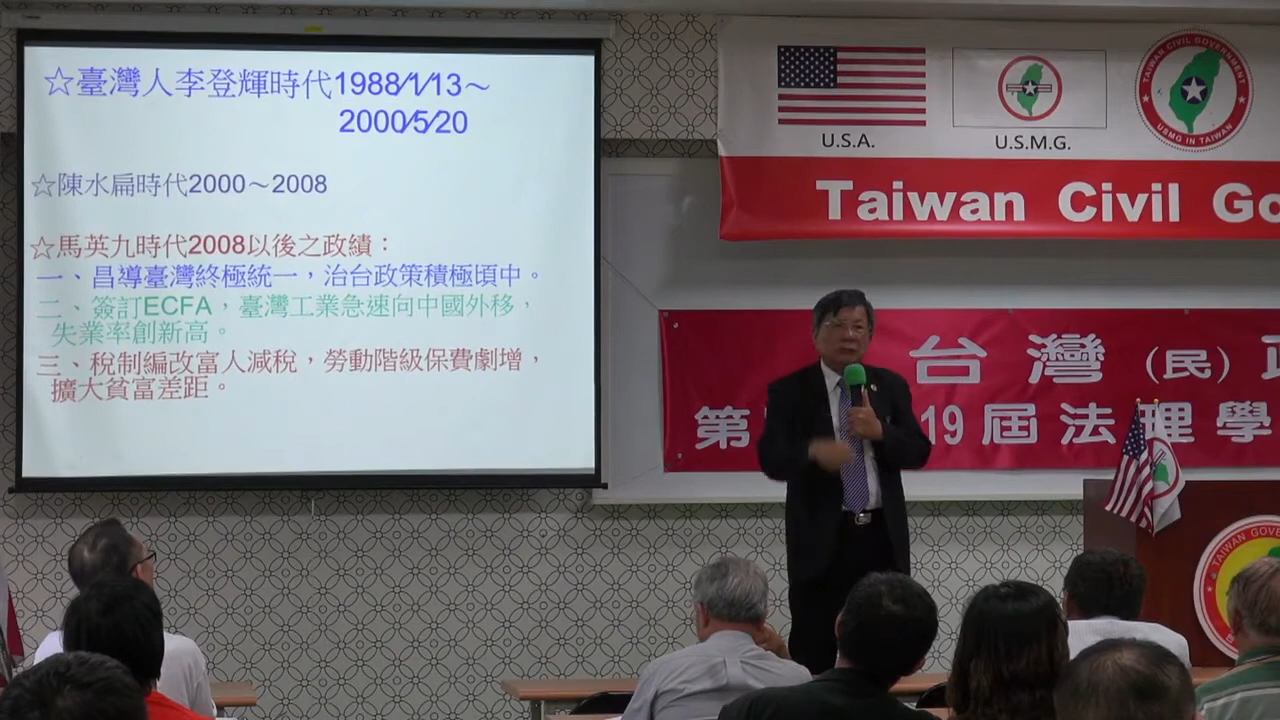 ☆臺灣人李登輝時代1988/1/13～
2000/5/20
☆陳水扁時代2000～2008
☆馬英九時代2008以後之政績：
一、昌導臺灣終極統一，治台政策積極頃中。
二、簽訂ECFA，臺灣工業急速向中國外移，
失業率創新高。
三、稅制編改富人減稅，勞動階級保費劇增，
擴大貧富差距。
U.S.A.
U.S.M.G.
TAIWAN CIVIL GOVERNMENT
USMG IN TAIWAN
Taiwan Civil Go
台灣(民)政
第 19屆法理學
TAIWAN GOVE